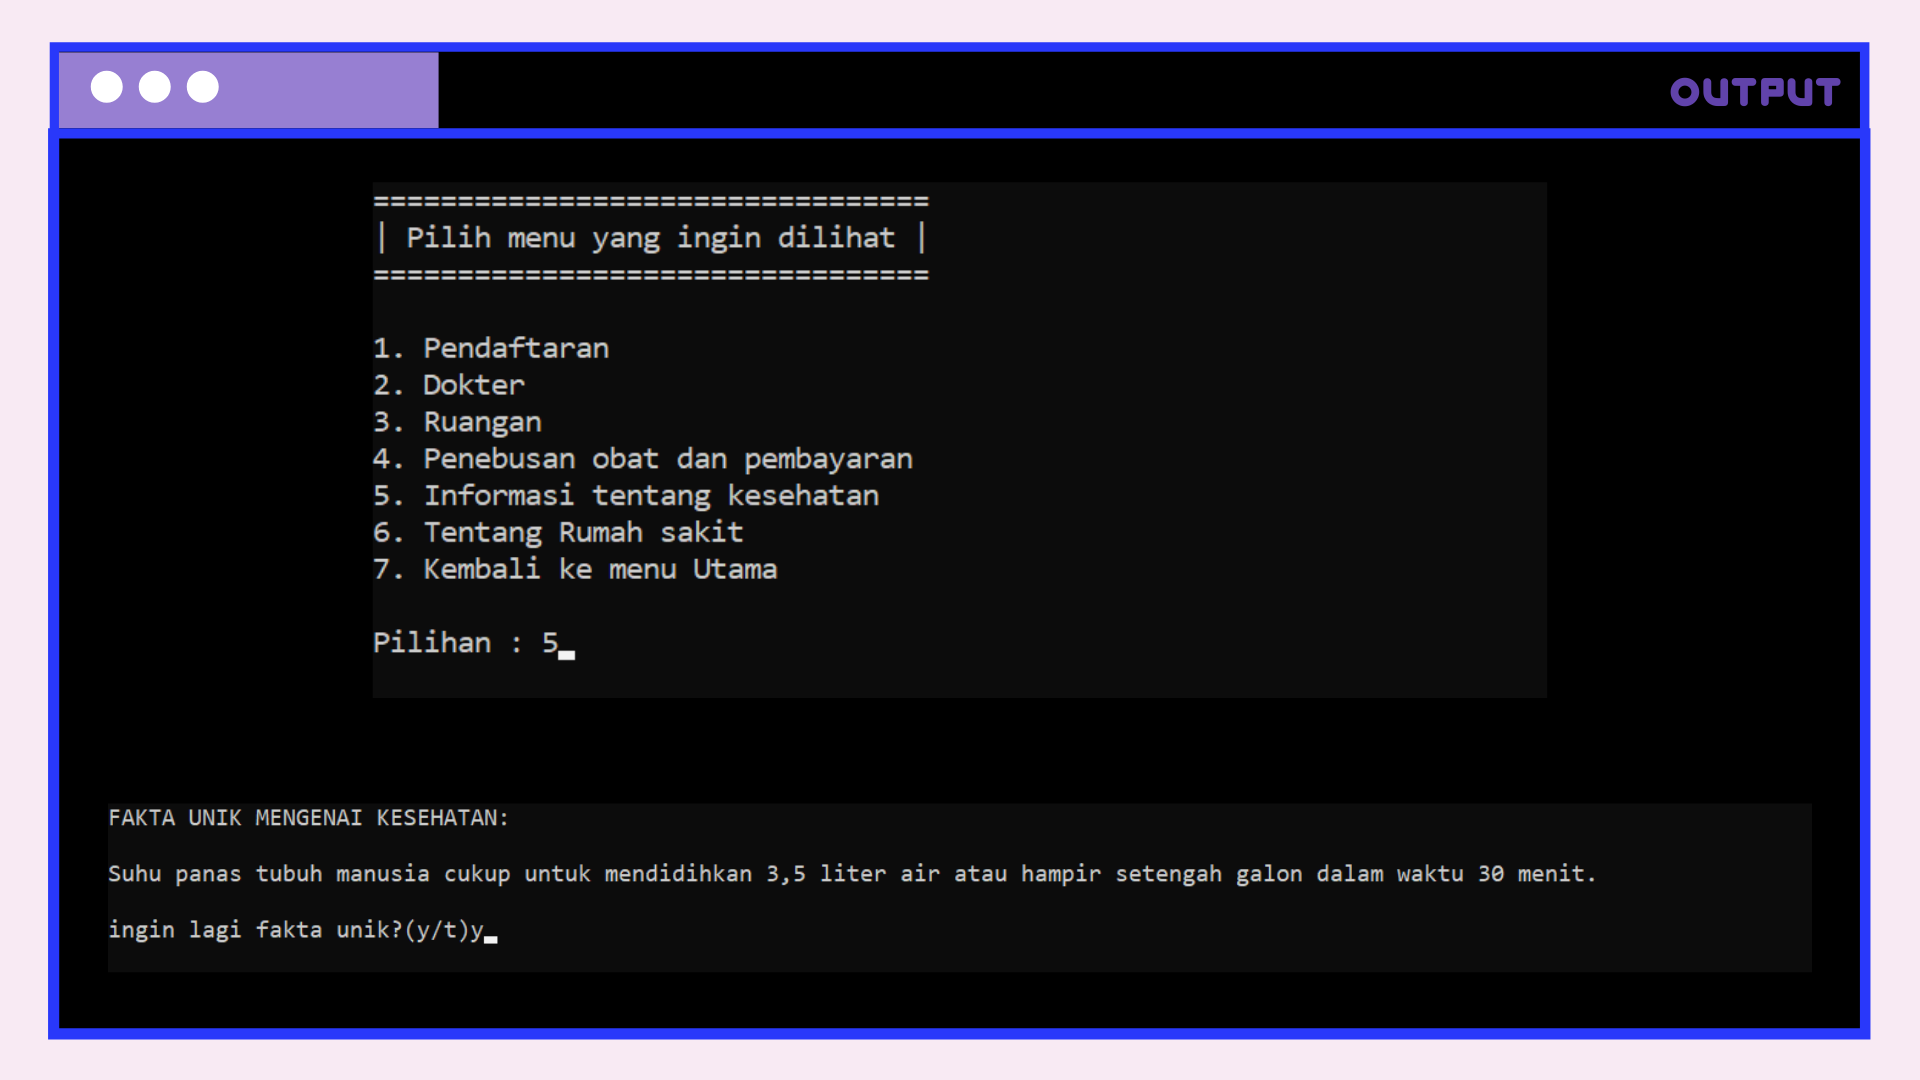 OUTPUT
=================================
| Pilih menu yang ingin dilihat |
=================================
1. Pendaftaran
2. Dokter
3. Ruangan
4. Penebusan obat dan pembayaran
5. Informasi tentang kesehatan
6. Tentang Rumah sakit
7. Kembali ke menu Utama
Pilihan : 5_
FAKTA UNIK MENGENAI KESEHATAN:
Suhu panas tubuh manusia cukup untuk mendidihkan 3,5 liter air atau hampir setengah galon dalam waktu 30 menit.
ingin lagi fakta unik?(y/t)y_